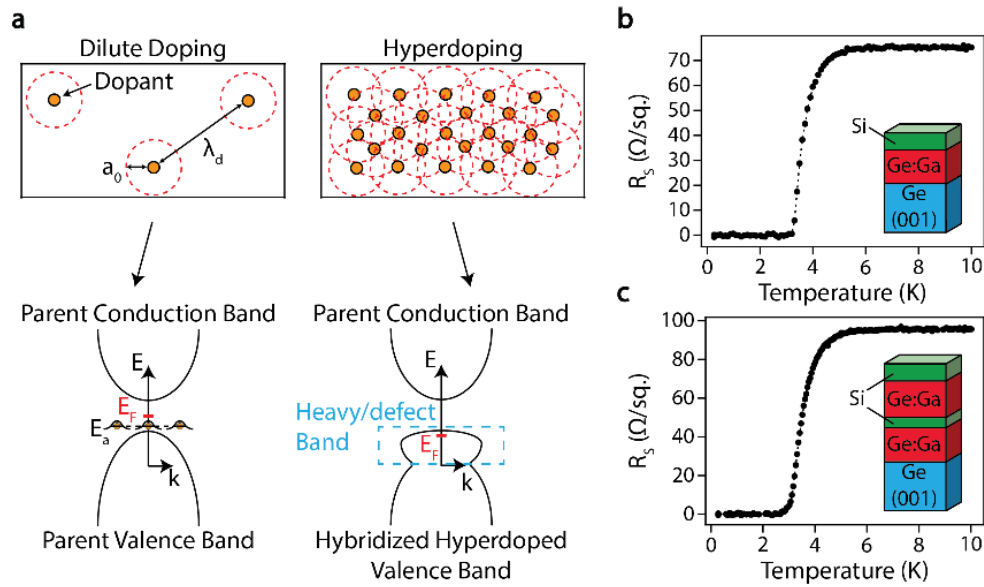 a
Dilute Doping
Dopant
a0
λd
Hyperdoping
Parent Conduction Band
E
EF
Ea
k
Parent Valence Band
Parent Conduction Band
E
Heavy/defect
Band
EF
k
Hybridized Hyperdoped
Valence Band
b
Rs (Ω/sq.)
70
60
50
40
30
20
10
0
0 2 4 6 8 10
Temperature (K)
Si
Ge:Ga
Ge
(001)
c
Rs (Ω/sq.)
100
80
60
40
20
0
0 2 4 6 8 10
Temperature (K)
Si
Ge:Ga
Ge:Ga
Ge
(001)